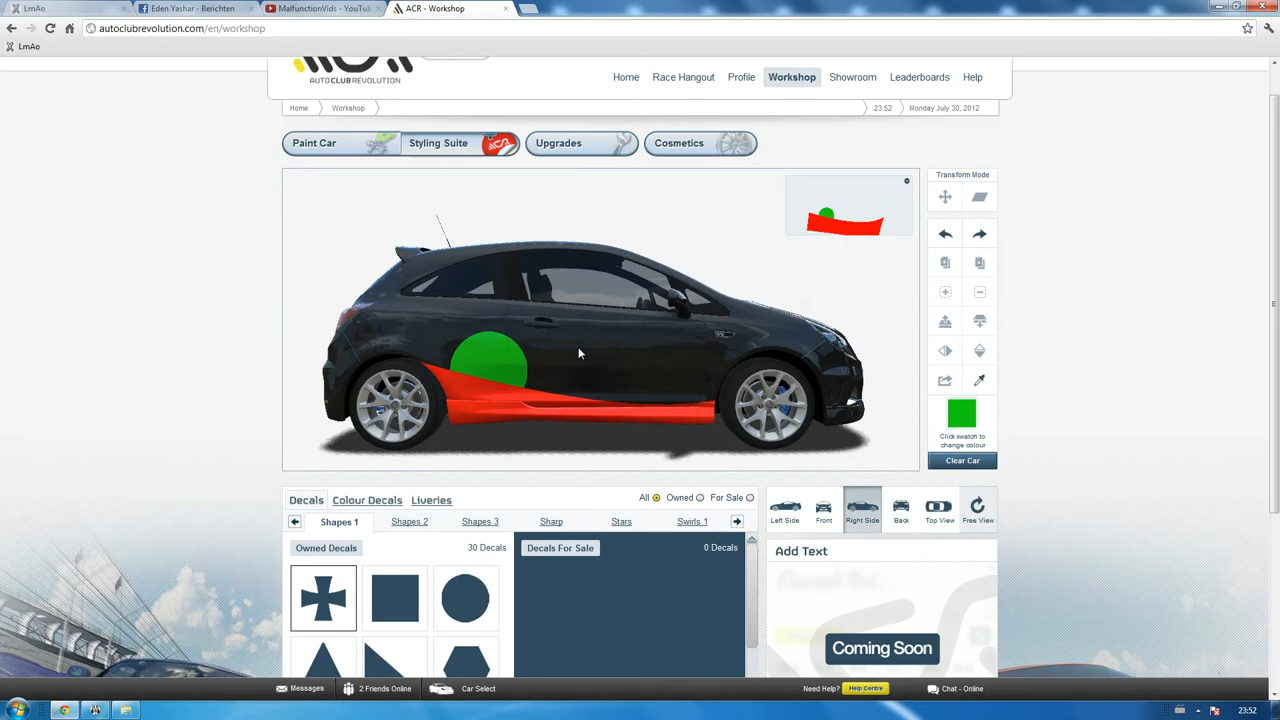 LmAo
Eden Yashar - Berichten
MalfunctionVids - YouTub
ACR - Workshop
autoclubrevolution.com/en/workshop
LmAo
AUTOCLUBREVOLUTION
Home
Race Hangout
Profile
Workshop
Showroom
Leaderboards
Help
Home
Workshop
23:52
Monday July 30, 2012
Paint Car
Styling Suite
ACR
Upgrades
Cosmetics
Transform Mode
Click swatch to
change colour
Clear Car
Decals
Colour Decals
Liveries
All
Owned
For Sale
Left Side
Front
Right Side
Back
Top View
Free View
Shapes 1
Shapes 2
Shapes 3
Sharp
Stars
Swirls 1
Owned Decals
30 Decals
Decals For Sale
0 Decals
Add Text
Coming Soon
Messages
2 Friends Online
Car Select
Need Help?
Help Centre
Chat - Online
23:52